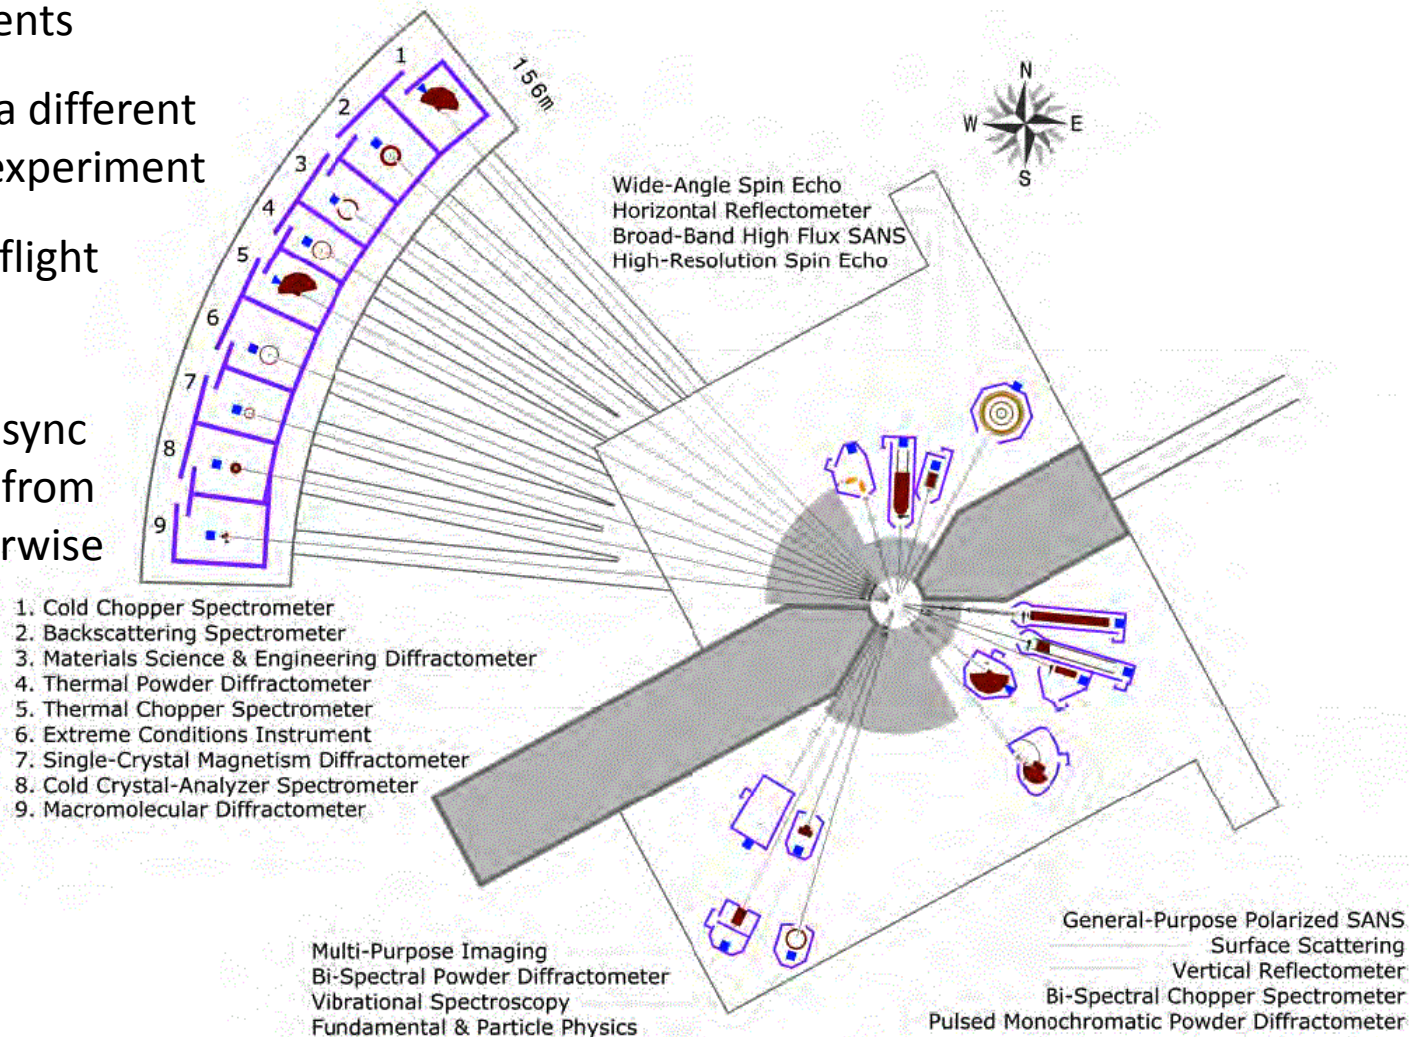 ents
a different
experiment
flight
sync
from
rwise
1
2
3
4
5
6
7
8
9
156m
N
W E
S
Wide-Angle Spin Echo
Horizontal Reflectometer
Broad-Band High Flux SANS
High-Resolution Spin Echo
1. Cold Chopper Spectrometer
2. Backscattering Spectrometer
3. Materials Science & Engineering Diffractometer
4. Thermal Powder Diffractometer
5. Thermal Chopper Spectrometer
6. Extreme Conditions Instrument
7. Single-Crystal Magnetism Diffractometer
8. Cold Crystal-Analyzer Spectrometer
9. Macromolecular Diffractometer
Multi-Purpose Imaging
Bi-Spectral Powder Diffractometer
Vibrational Spectroscopy
Fundamental & Particle Physics
General-Purpose Polarized SANS
Surface Scattering
Vertical Reflectometer
Bi-Spectral Chopper Spectrometer
Pulsed Monochromatic Powder Diffractometer